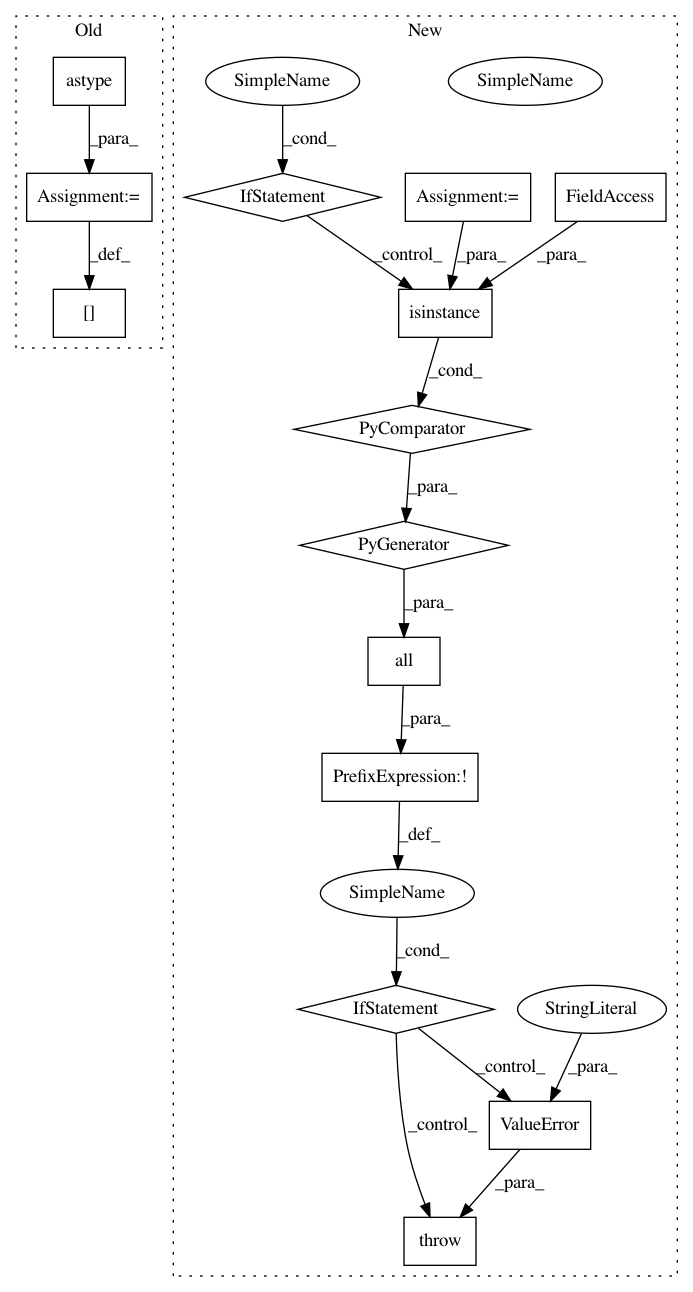 Old
New
astype
SimpleName
SimpleName
_para_
_cond_
Assignment:=
IfStatement
Assignment:=
FieldAccess
_def_
_control_
_para_
_para_
[]
isinstance
_cond_
PyComparator
_para_
PyGenerator
_para_
all
_para_
PrefixExpression:!
_def_
SimpleName
_cond_
IfStatement
StringLiteral
_control_
_para_
_control_
ValueError
_para_
throw